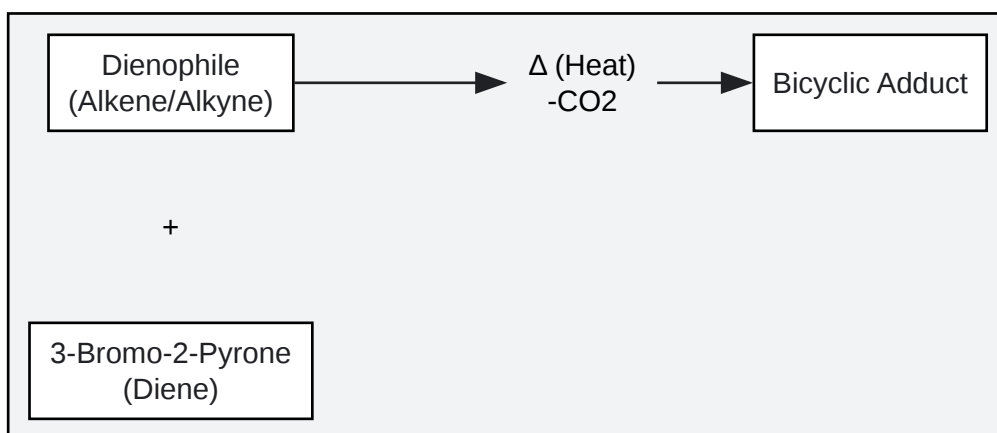 Dienophile
(Alkene/Alkyne)
Δ (Heat)
-CO2
Bicyclic Adduct
+
3-Bromo-2-Pyrone
(Diene)